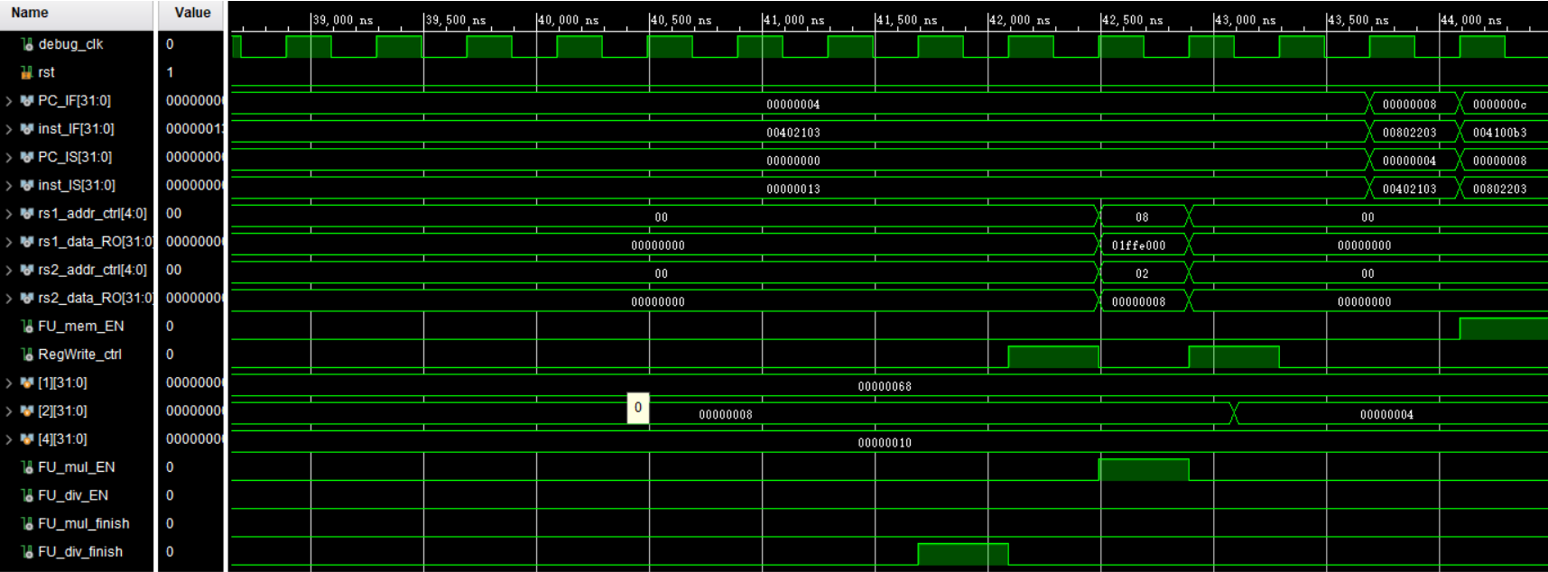 Name Value 39,000 ns 39,500 ns 40,000 ns 40,500 ns 41,000 ns 41,500 ns 42,000 ns 42,500 ns 43,000 ns 43,500 ns 44,000 ns
debug_clk 0
rst 1
PC_IF[31:0] 0000000 00000004 00000008 0000000c
inst_IF[31:0] 0000001 00402103 00802203 004100b3
PC_IS[31:0] 0000000 00000000 00000004 00000008
inst_IS[31:0] 0000000 00000013 00402103 00802203
rs1_addr_ctrl[4:0] 00 00 08 00
rs1_data_RO[31:0] 0000000 00000000 01ffe000 00000000
rs2_addr_ctrl[4:0] 00 00 02 00
rs2_data_RO[31:0] 0000000 00000000 00000008 00000000
FU_mem_EN 0
RegWrite_ctrl 0
[1][31:0] 0000000 00000068
[2][31:0] 0000000 0 00000008 00000004
[4][31:0] 0000000 00000010
FU_mul_EN 0
FU_div_EN 0
FU_mul_finish 0
FU_div_finish 0